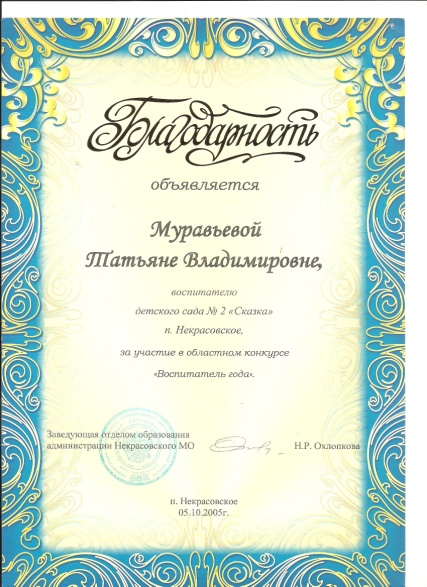 Благодарность
объявляется
Муравьевой
Татьяне Владимировне,
воспитателю
детского сада № 2 «Сказка»
п. Некрасовское,
за участие в областном конкурсе
«Воспитатель года».
Заведующая отделом образования
администрации Некрасовского МО Н.Р. Охлопкова
п. Некрасовское
05.10.2005г.